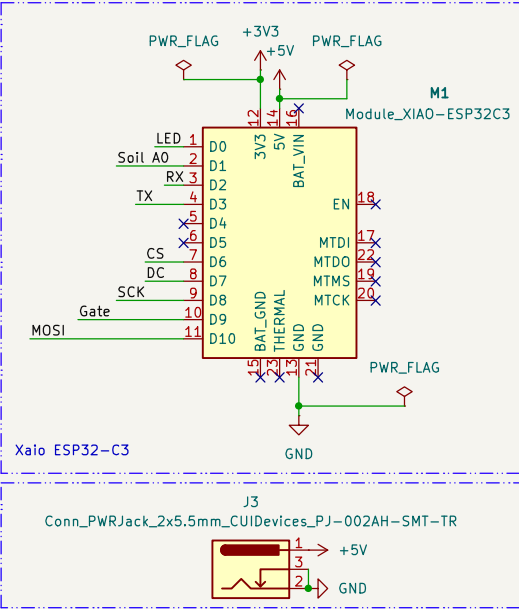 +3V3
PWR_FLAG
+5V
PWR_FLAG
M1
Module_XIAO-ESP32C3
12
14
16
3V3
5V
BAT_VIN
LED 1 D0
Soil A0 2 D1
RX 3 D2
TX 4 D3
EN 18
5 D4
6 D5
MTDI 17
CS 7 D6
MTDO 22
DC 8 D7
MTMS 19
SCK 9 D8
MTCK 20
Gate 10 D9
MOSI 11 D10
BAT_GND
THERMAL
GND
GND
15
23
13
21
PWR_FLAG
GND
Xaio ESP32-C3
J3
Conn_PWRJack_2x5.5mm_CUIDevices_PJ-002AH-SMT-TR
1 +5V
3
2 GND